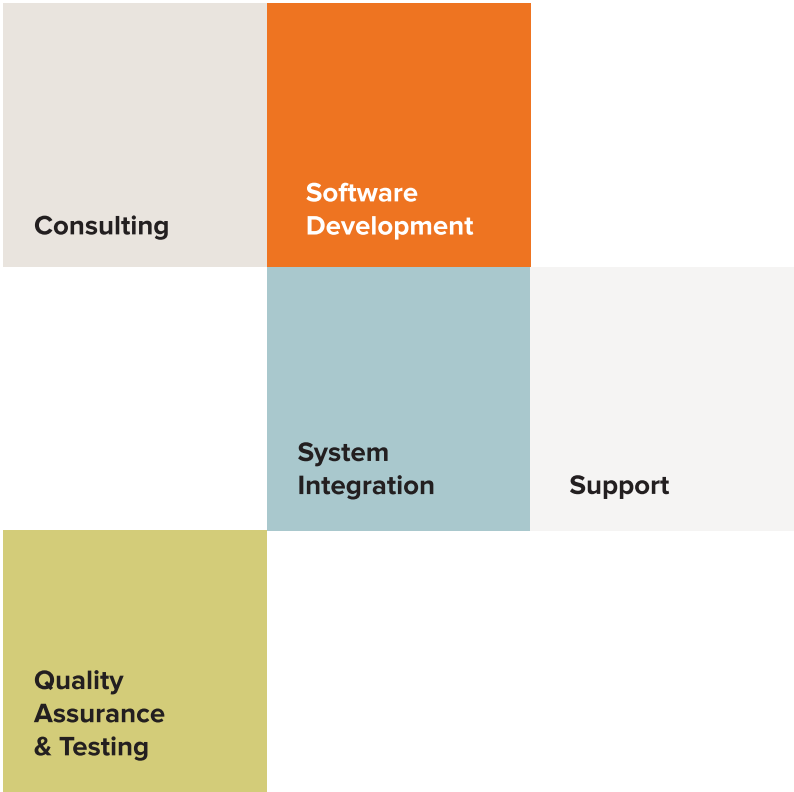 Consulting
Software
Development
System
Integration
Support
Quality
Assurance
& Testing